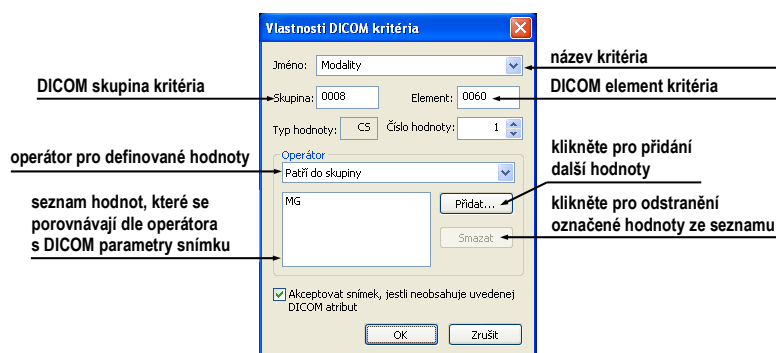 Vlastnosti DICOM kritéria
Jméno: Modality
název kritéria
DICOM skupina kritéria
Skupina: 0008 Element: 0060
DICOM element kritéria
Typ hodnoty: CS Číslo hodnoty: 1
Operátor
operátor pro definované hodnoty
Patří do skupiny
klikněte pro přidání
další hodnoty
seznam hodnot, které se
porovnávají dle operátora
s DICOM parametry snímku
MG
Přidat...
Smazat
klikněte pro odstranění
označené hodnoty ze seznamu
Akceptovat snímek, jestli neobsahuje uvedenej
DICOM atribut
OK Zrušit